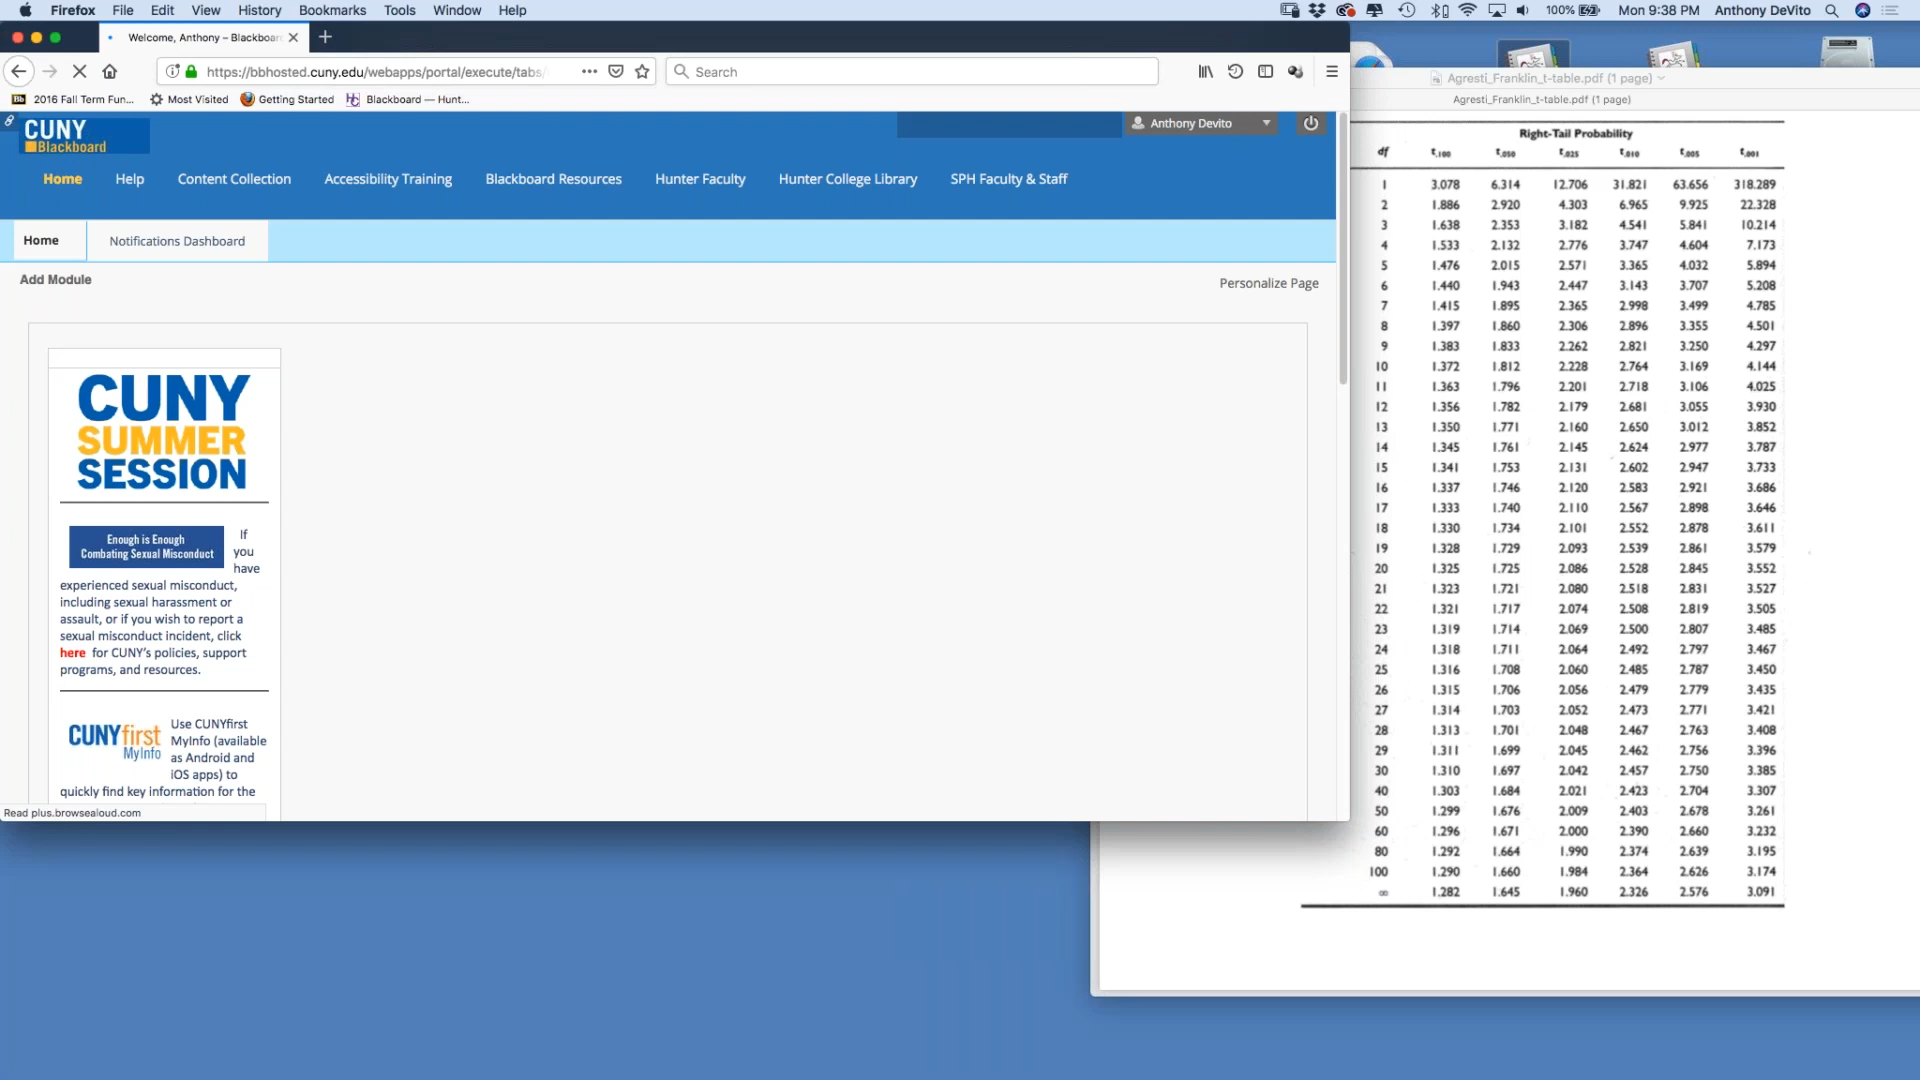 Firefox File Edit View History Bookmarks Tools Window Help
100% Mon 9:38 PM Anthony DeVito
Welcome, Anthony – Blackboar
https://bbhosted.cuny.edu/webapps/portal/execute/tabs/
Search
2016 Fall Term Fun... Most Visited Getting Started Blackboard — Hunt...
CUNY
Blackboard
Anthony Devito
Home Help Content Collection Accessibility Training Blackboard Resources Hunter Faculty Hunter College Library SPH Faculty & Staff
Home Notifications Dashboard
Add Module
Personalize Page
CUNY
SUMMER
SESSION
Enough is Enough
Combating Sexual Misconduct
If
you
have
experienced sexual misconduct,
including sexual harassment or
assault, or if you wish to report a
sexual misconduct incident, click
here for CUNY's policies, support
programs, and resources.
CUNYfirst
MyInfo
Use CUNYfirst
MyInfo (available
as Android and
iOS apps) to
quickly find key information for the
Read plus.browsealoud.com
Agresti_Franklin_t-table.pdf (1 page)
Agresti_Franklin_t-table.pdf (1 page)
Right-Tail Probability
df t.100 t.050 t.025 t.010 t.005 t.001
1 3.078 6.314 12.706 31.821 63.656 318.289
2 1.886 2.920 4.303 6.965 9.925 22.328
3 1.638 2.353 3.182 4.541 5.841 10.214
4 1.533 2.132 2.776 3.747 4.604 7.173
5 1.476 2.015 2.571 3.365 4.032 5.894
6 1.440 1.943 2.447 3.143 3.707 5.208
7 1.415 1.895 2.365 2.998 3.499 4.785
8 1.397 1.860 2.306 2.896 3.355 4.501
9 1.383 1.833 2.262 2.821 3.250 4.297
10 1.372 1.812 2.228 2.764 3.169 4.144
11 1.363 1.796 2.201 2.718 3.106 4.025
12 1.356 1.782 2.179 2.681 3.055 3.930
13 1.350 1.771 2.160 2.650 3.012 3.852
14 1.345 1.761 2.145 2.624 2.977 3.787
15 1.341 1.753 2.131 2.602 2.947 3.733
16 1.337 1.746 2.120 2.583 2.921 3.686
17 1.333 1.740 2.110 2.567 2.898 3.646
18 1.330 1.734 2.101 2.552 2.878 3.611
19 1.328 1.729 2.093 2.539 2.861 3.579
20 1.325 1.725 2.086 2.528 2.845 3.552
21 1.323 1.721 2.080 2.518 2.831 3.527
22 1.321 1.717 2.074 2.508 2.819 3.505
23 1.319 1.714 2.069 2.500 2.807 3.485
24 1.318 1.711 2.064 2.492 2.797 3.467
25 1.316 1.708 2.060 2.485 2.787 3.450
26 1.315 1.706 2.056 2.479 2.779 3.435
27 1.314 1.703 2.052 2.473 2.771 3.421
28 1.313 1.701 2.048 2.467 2.763 3.408
29 1.311 1.699 2.045 2.462 2.756 3.396
30 1.310 1.697 2.042 2.457 2.750 3.385
40 1.303 1.684 2.021 2.423 2.704 3.307
50 1.299 1.676 2.009 2.403 2.678 3.261
60 1.296 1.671 2.000 2.390 2.660 3.232
80 1.292 1.664 1.990 2.374 2.639 3.195
100 1.290 1.660 1.984 2.364 2.626 3.174
∞ 1.282 1.645 1.960 2.326 2.576 3.091